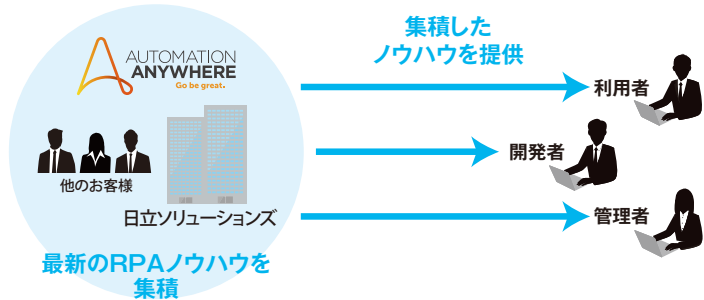 AUTOMATION
ANYWHERE
Go be great.
他のお客様
日立ソリューションズ
最新のRPAノウハウを
集積
集積した
ノウハウを提供
利用者
開発者
管理者